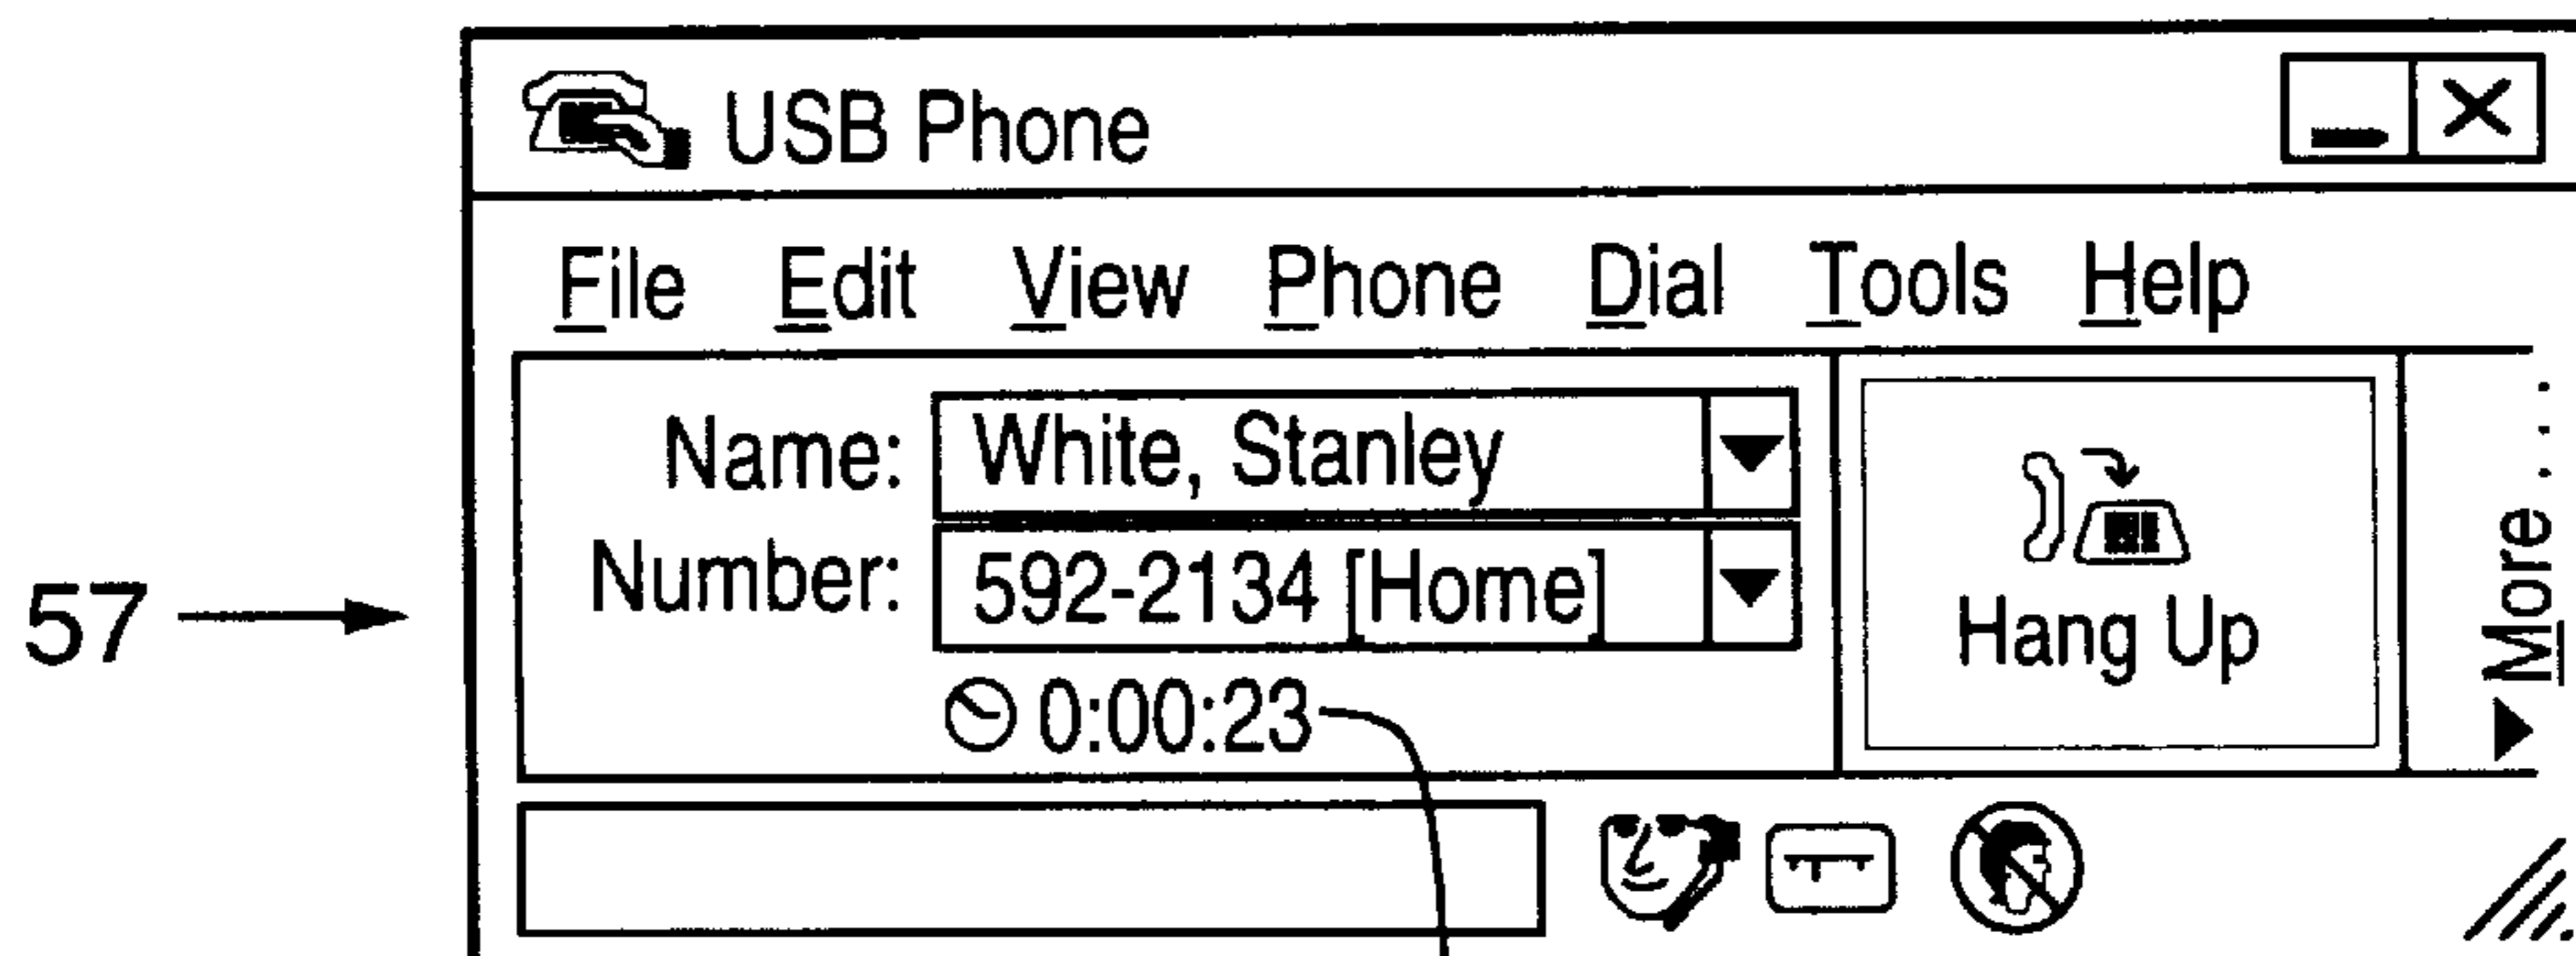 USB Phone
File Edit View Phone Dial Tools Help
Name: White, Stanley
Number: 592-2134 [Home]
0:00:23
Hang Up
More ....
57